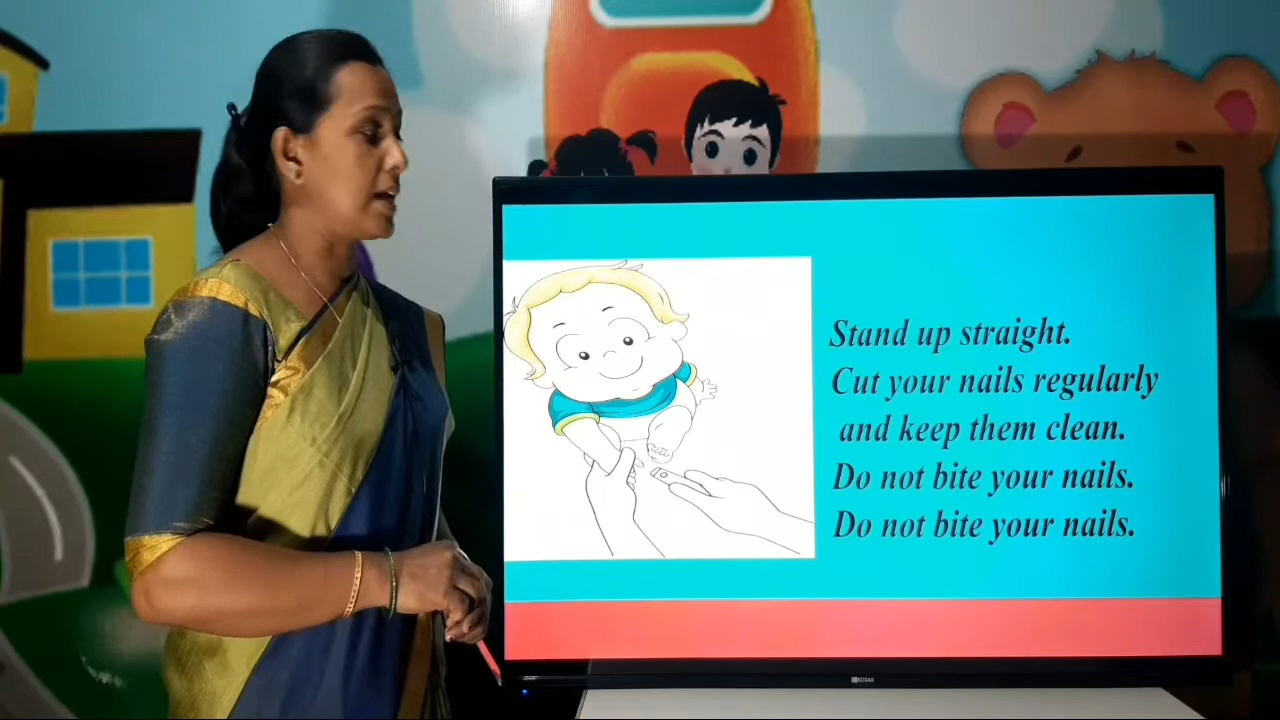 Stand up straight.
Cut your nails regularly
and keep them clean.
Do not bite your nails.
Do not bite your nails.
KODAK